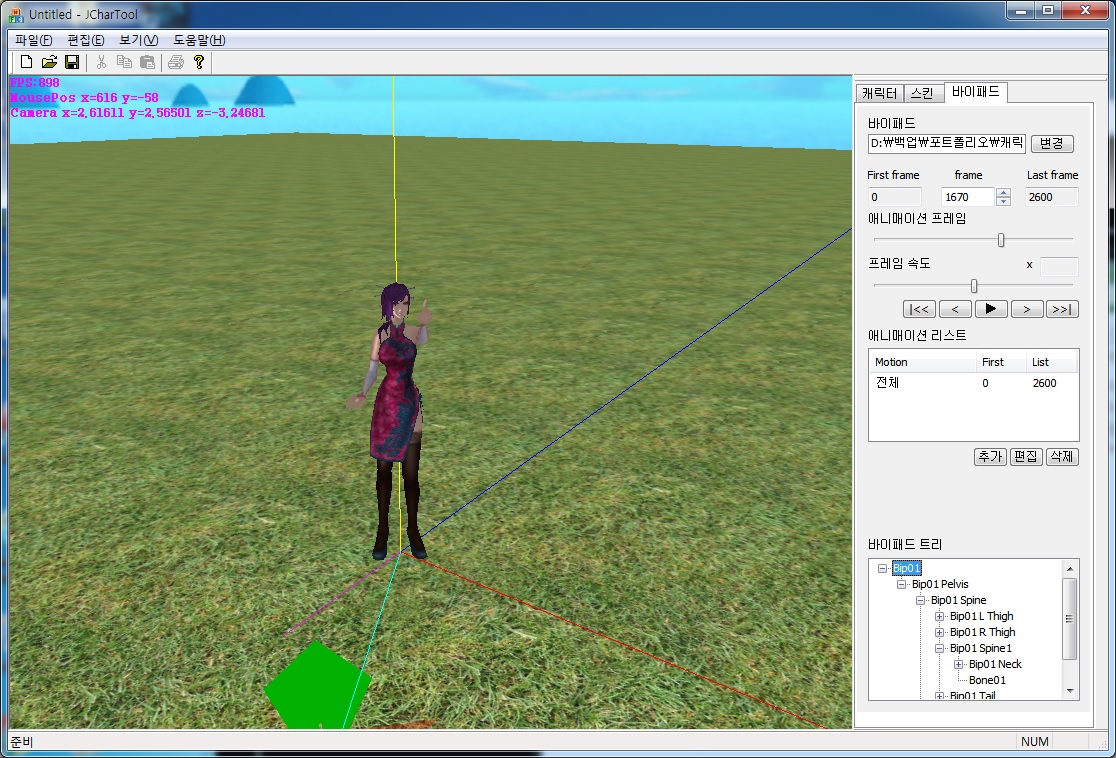 Untitled - JCharTool
파일(F) 편집(E) 보기(V) 도움말(H)
FPS:898
MousePos x=616 y=-58
Camera x=2.61611 y=2.56501 z=-3.24681
캐릭터 스킨 바이패드
바이패드
D:₩백업₩포트폴리오₩캐릭 변경
First frame frame Last frame
0 1670 2600
애니매이션 프레임
프레임 속도 x
|<< < ▶ > >>|
애니매이션 리스트
Motion First List
전체 0 2600
추가 편집 삭제
바이패드 트리
Bip01
Bip01 Pelvis
Bip01 Spine
Bip01 L Thigh
Bip01 R Thigh
Bip01 Spine1
Bip01 Neck
Bone01
Bip01 Tail
준비 NUM